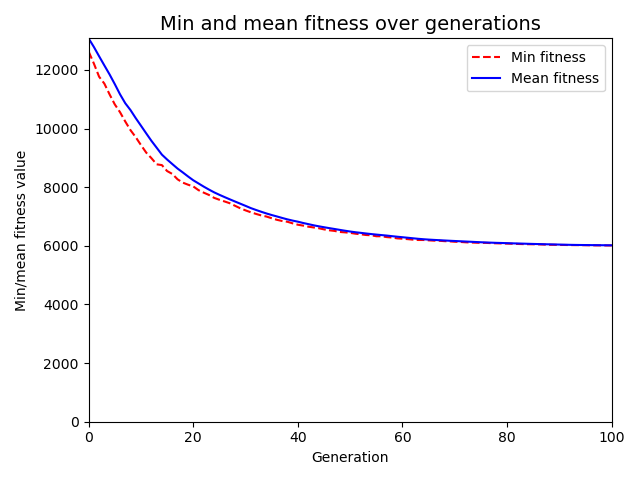 Min and mean fitness over generations
Min fitness
Mean fitness
12000
10000
8000
6000
4000
2000
0
Min/mean fitness value
0 20 40 60 80 100
Generation